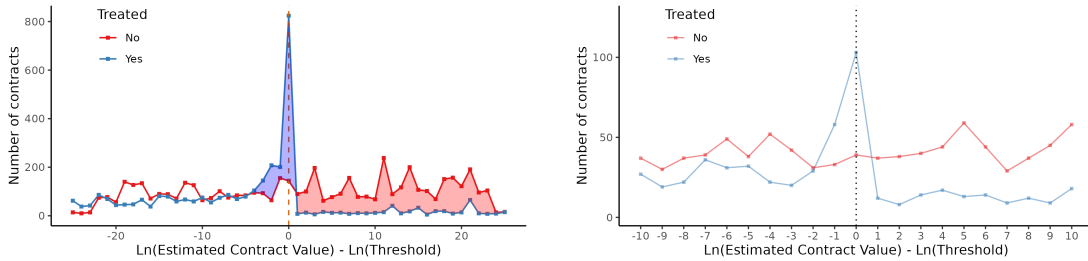 Treated
No
Yes
Number of contracts
800
600
400
200
0
-20 -10 0 10 20
Ln(Estimated Contract Value) - Ln(Threshold)
Treated
No
Yes
Number of contracts
100
50
0
-10 -9 -8 -7 -6 -5 -4 -3 -2 -1 0 1 2 3 4 5 6 7 8 9 10
Ln(Estimated Contract Value) - Ln(Threshold)